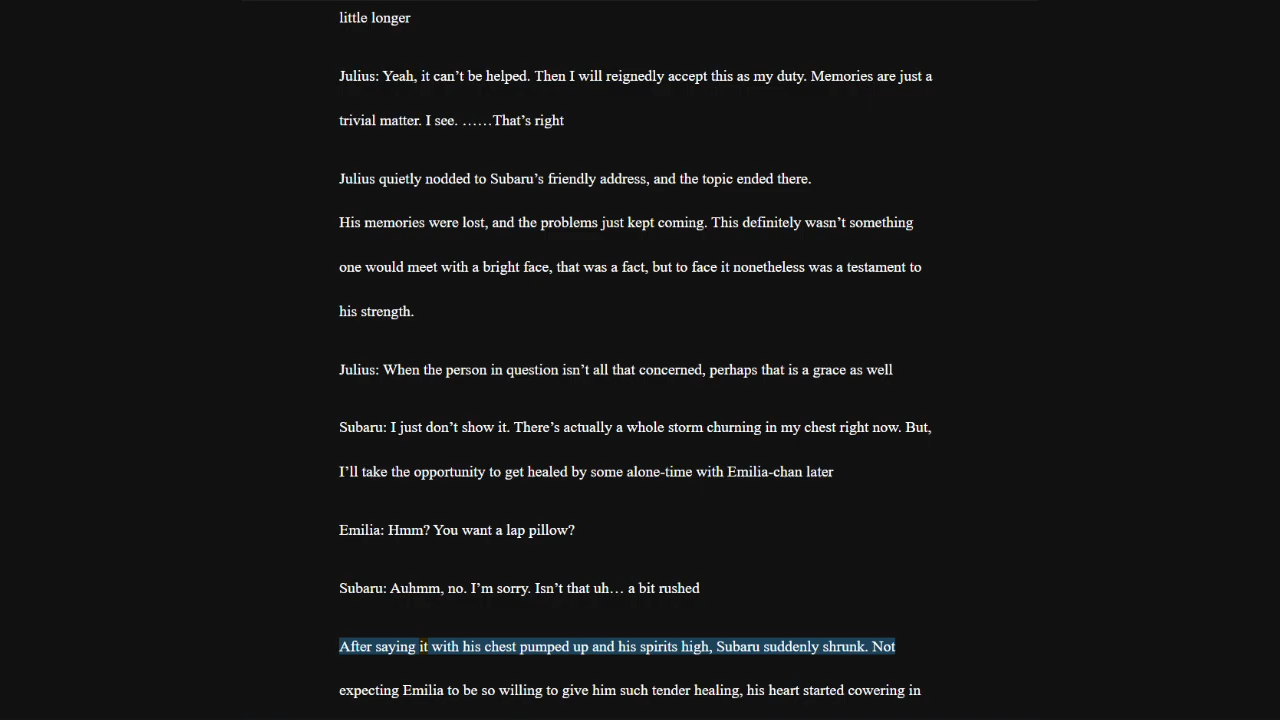 little longer
Julius: Yeah, it can’t be helped. Then I will reignedly accept this as my duty. Memories are just a
trivial matter. I see. ……That’s right
Julius quietly nodded to Subaru’s friendly address, and the topic ended there.
His memories were lost, and the problems just kept coming. This definitely wasn’t something
one would meet with a bright face, that was a fact, but to face it nonetheless was a testament to
his strength.
Julius: When the person in question isn’t all that concerned, perhaps that is a grace as well
Subaru: I just don’t show it. There’s actually a whole storm churning in my chest right now. But,
I’ll take the opportunity to get healed by some alone-time with Emilia-chan later
Emilia: Hmm? You want a lap pillow?
Subaru: Auhmm, no. I’m sorry. Isn’t that uh… a bit rushed
After saying it with his chest pumped up and his spirits high, Subaru suddenly shrunk. Not
expecting Emilia to be so willing to give him such tender healing, his heart started cowering in